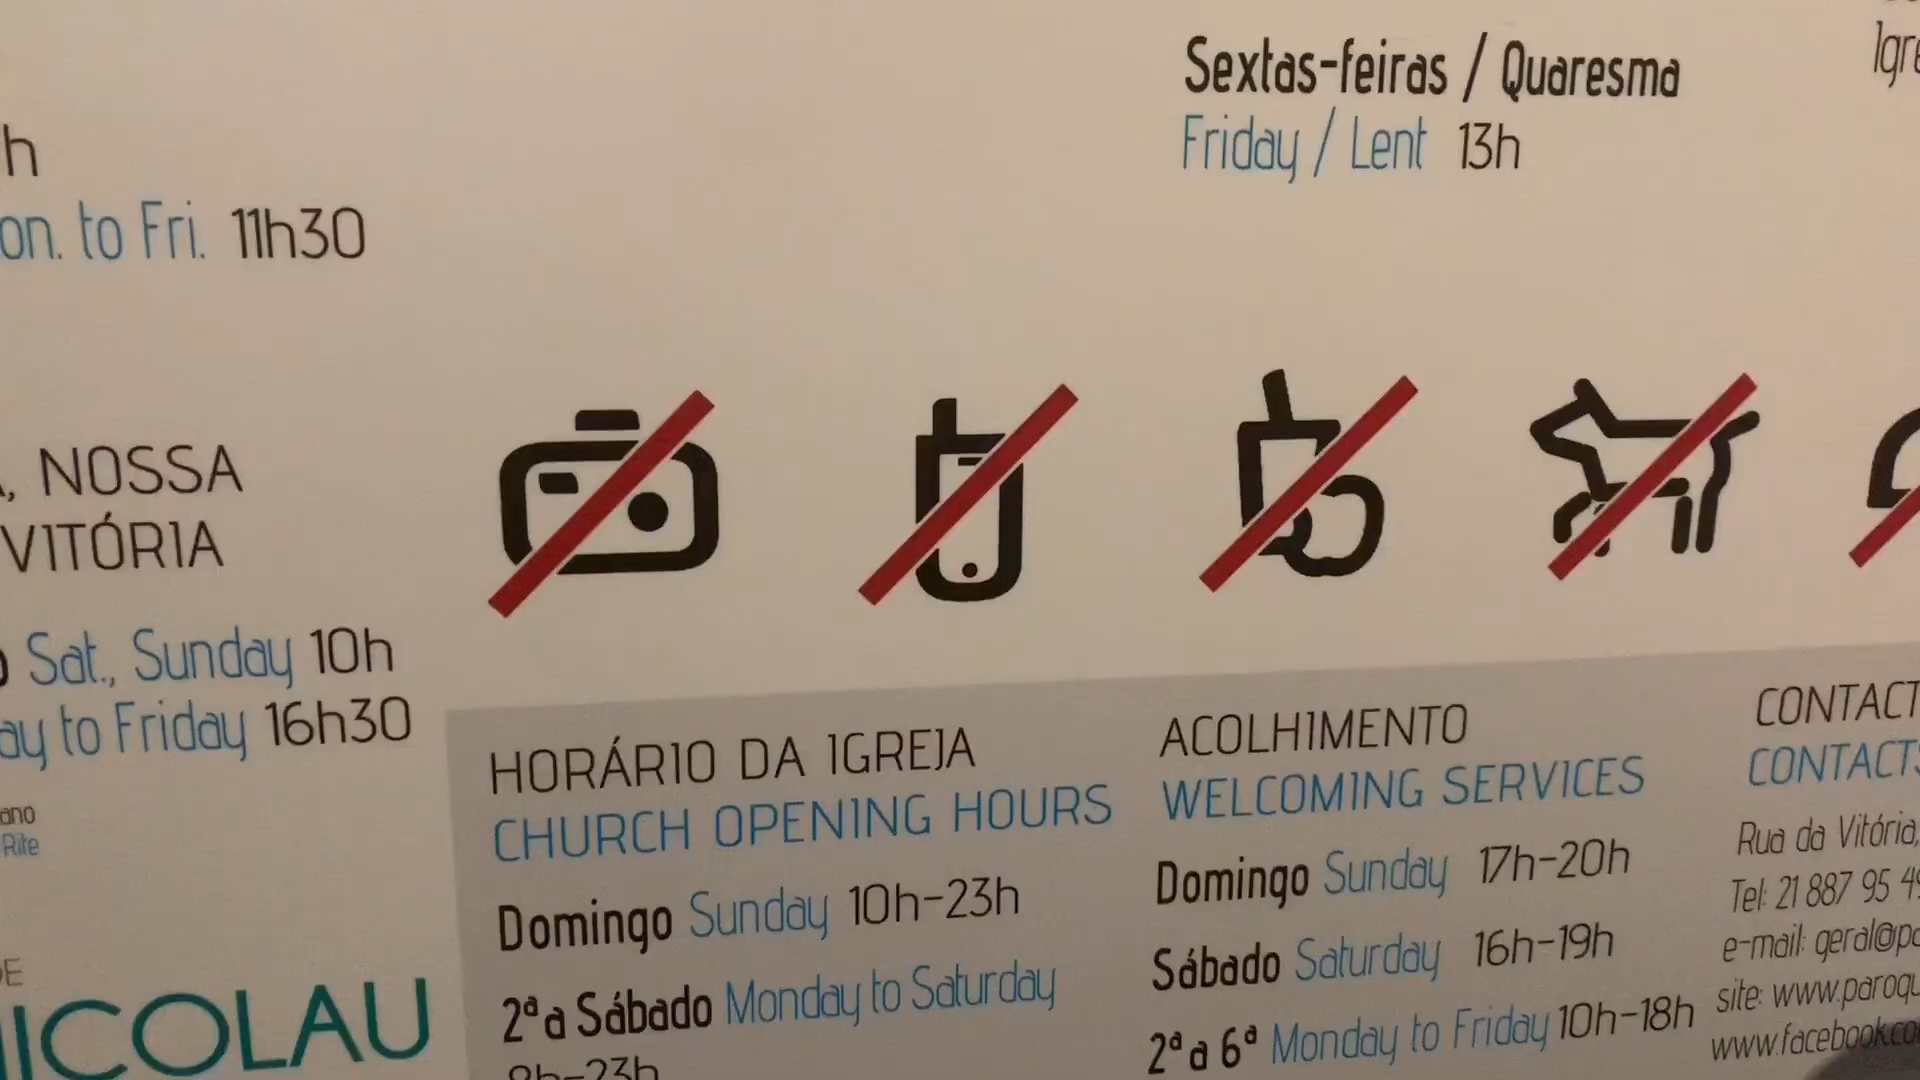 Sextas-feiras / Quaresma
Friday / Lent 13h
h
on. to Fri. 11h30
, NOSSA
VITÓRIA
Sat., Sunday 10h
ay to Friday 16h30
ano
Rite
ICOLAU
HORÁRIO DA IGREJA
CHURCH OPENING HOURS
Domingo Sunday 10h-23h
2ª a Sábado Monday to Saturday
ACOLHIMENTO
WELCOMING SERVICES
Domingo Sunday 17h-20h
Sábado Saturday 16h-19h
2ª a 6ª Monday to Friday 10h-18h
CONTACT
CONTACTS
Rua da Vitória,
Tel: 21 887 95 4
e-mail: geral@pa
site: www.paroqu
www.facebook.co